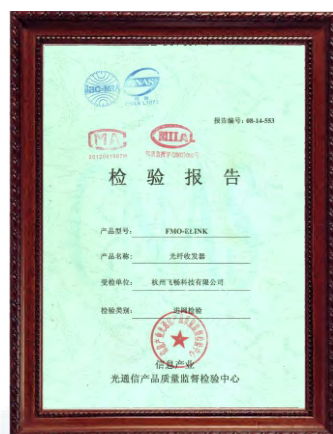 报告编号: 08-14-553
MA
检 验 报 告
产品型号: FMO-ELINK
产品名称: 光纤收发器
受检单位: 杭州飞畅科技有限公司
检验类别: 进网检验
信息产业
光通信产品质量监督检验中心